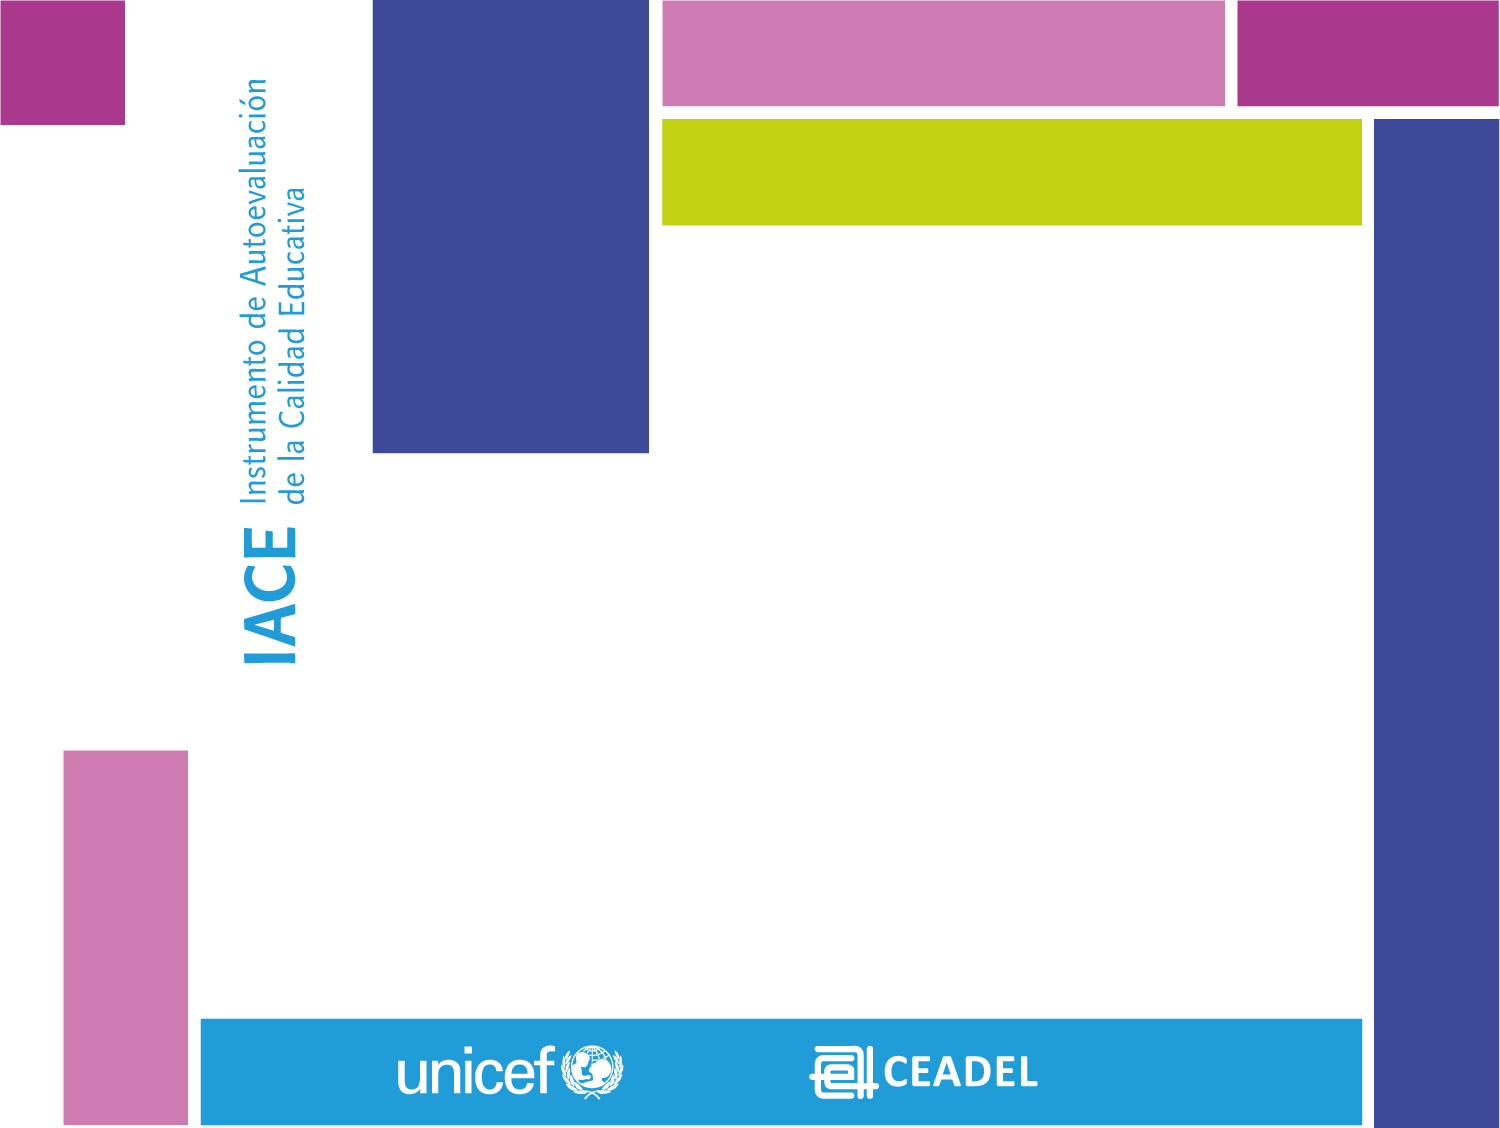 IACE
Instrumento de Autoevaluación
de la Calidad Educativa
unicef
CEADEL